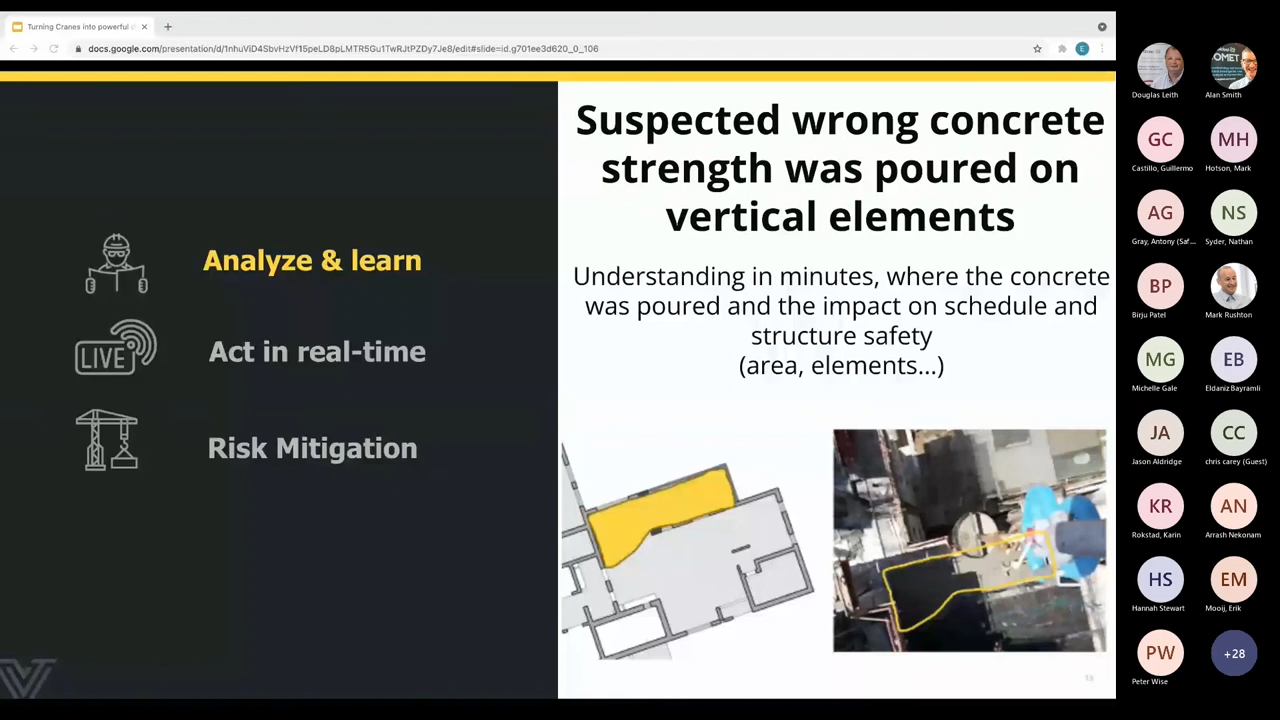 Turning Cranes into powerful d
docs.google.com/presentation/d/1nhuViD4SbvHzVf15peLD8pLMTR5Gu1TwRJtPZDy7Je8/edit#slide=id.g701ee3d620_0_106
E
Analyze & learn
LIVE
Act in real-time
Risk Mitigation
Suspected wrong concrete
strength was poured on
vertical elements
Understanding in minutes, where the concrete
was poured and the impact on schedule and
structure safety
(area, elements...)
OMET
Douglas Leith
Alan Smith
GC
MH
Castillo, Guillermo
Hotson, Mark
AG
NS
Gray, Antony (Saf...
Syder, Nathan
BP
Birju Patel
Mark Rushton
MG
EB
Michelle Gale
Eldaniz Bayramli
JA
CC
Jason Aldridge
chris carey (Guest)
KR
AN
Rokstad, Karin
Arrash Nekonam
HS
EM
Hannah Stewart
Mooij, Erik
PW
+28
Peter Wise